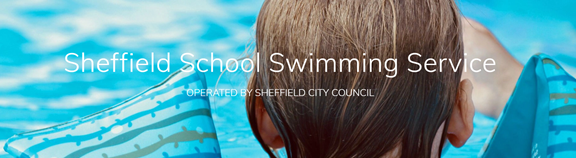 Sheffield School Swimming Service
OPERATED BY SHEFFIELD CITY COUNCIL